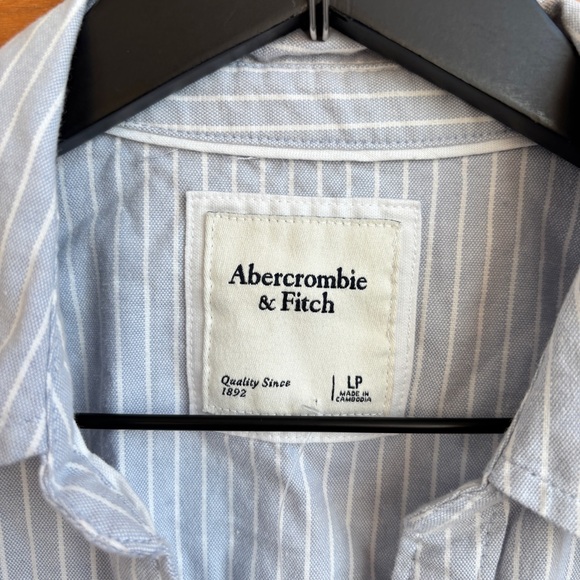 Abercrombie
& Fitch
Quality Since
1892
LP
MADE IN
CAMBODIA